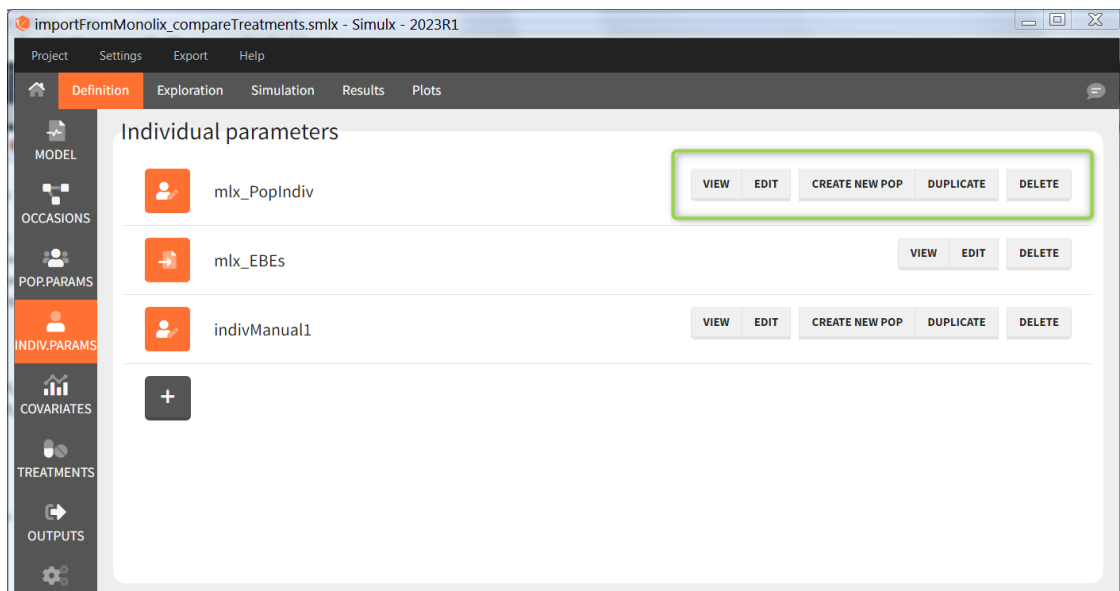 importFromMonolix_compareTreatments.smlx - Simulx - 2023R1
Project Settings Export Help
Definition Exploration Simulation Results Plots
MODEL
OCCASIONS
POP.PARAMS
INDIV.PARAMS
COVARIATES
TREATMENTS
OUTPUTS
Individual parameters
mlx_PopIndiv VIEW EDIT CREATE NEW POP DUPLICATE DELETE
mlx_EBEs VIEW EDIT DELETE
indivManual1 VIEW EDIT CREATE NEW POP DUPLICATE DELETE
+